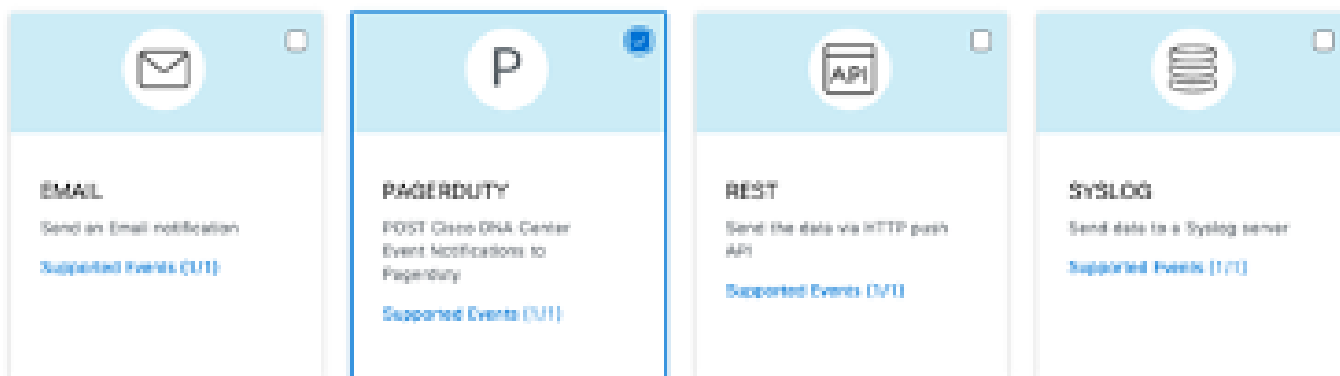 P
API
EMAIL
Send an Email notification
Supported Events (1/1)
PAGERDUTY
POST Cisco DNA Center
Event Notifications to
Pagerduty
Supported Events (1/1)
REST
Send the data via HTTP push
API
Supported Events (1/1)
SYSLOG
Send data to a Syslog server
Supported Events (1/1)